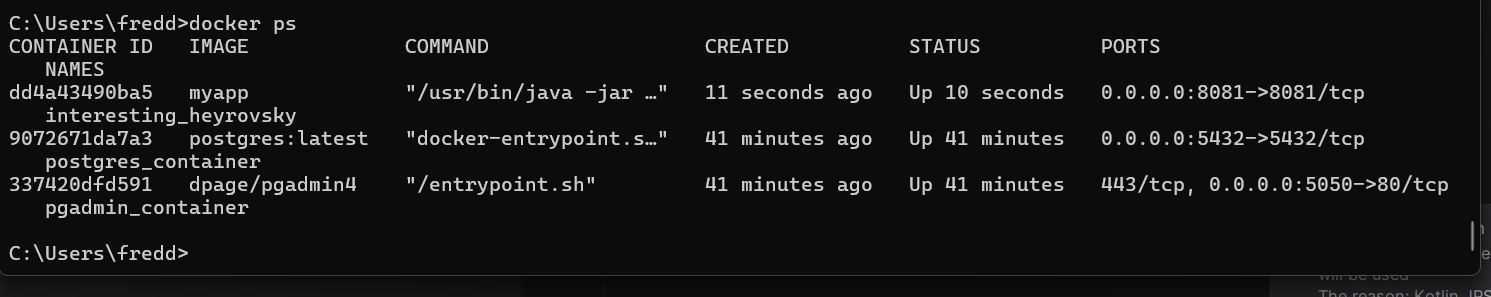 C:\Users\fredd>docker ps
CONTAINER ID   IMAGE             COMMAND                  CREATED          STATUS          PORTS
   NAMES
dd4a43490ba5   myapp             "/usr/bin/java -jar …"   11 seconds ago   Up 10 seconds   0.0.0.0:8081->8081/tcp
   interesting_heyrovsky
9072671da7a3   postgres:latest   "docker-entrypoint.s…"   41 minutes ago   Up 41 minutes   0.0.0.0:5432->5432/tcp
   postgres_container
337420dfd591   dpage/pgadmin4    "/entrypoint.sh"         41 minutes ago   Up 41 minutes   443/tcp, 0.0.0.0:5050->80/tcp
   pgadmin_container
C:\Users\fredd>
will be used
The reason: Kotlin